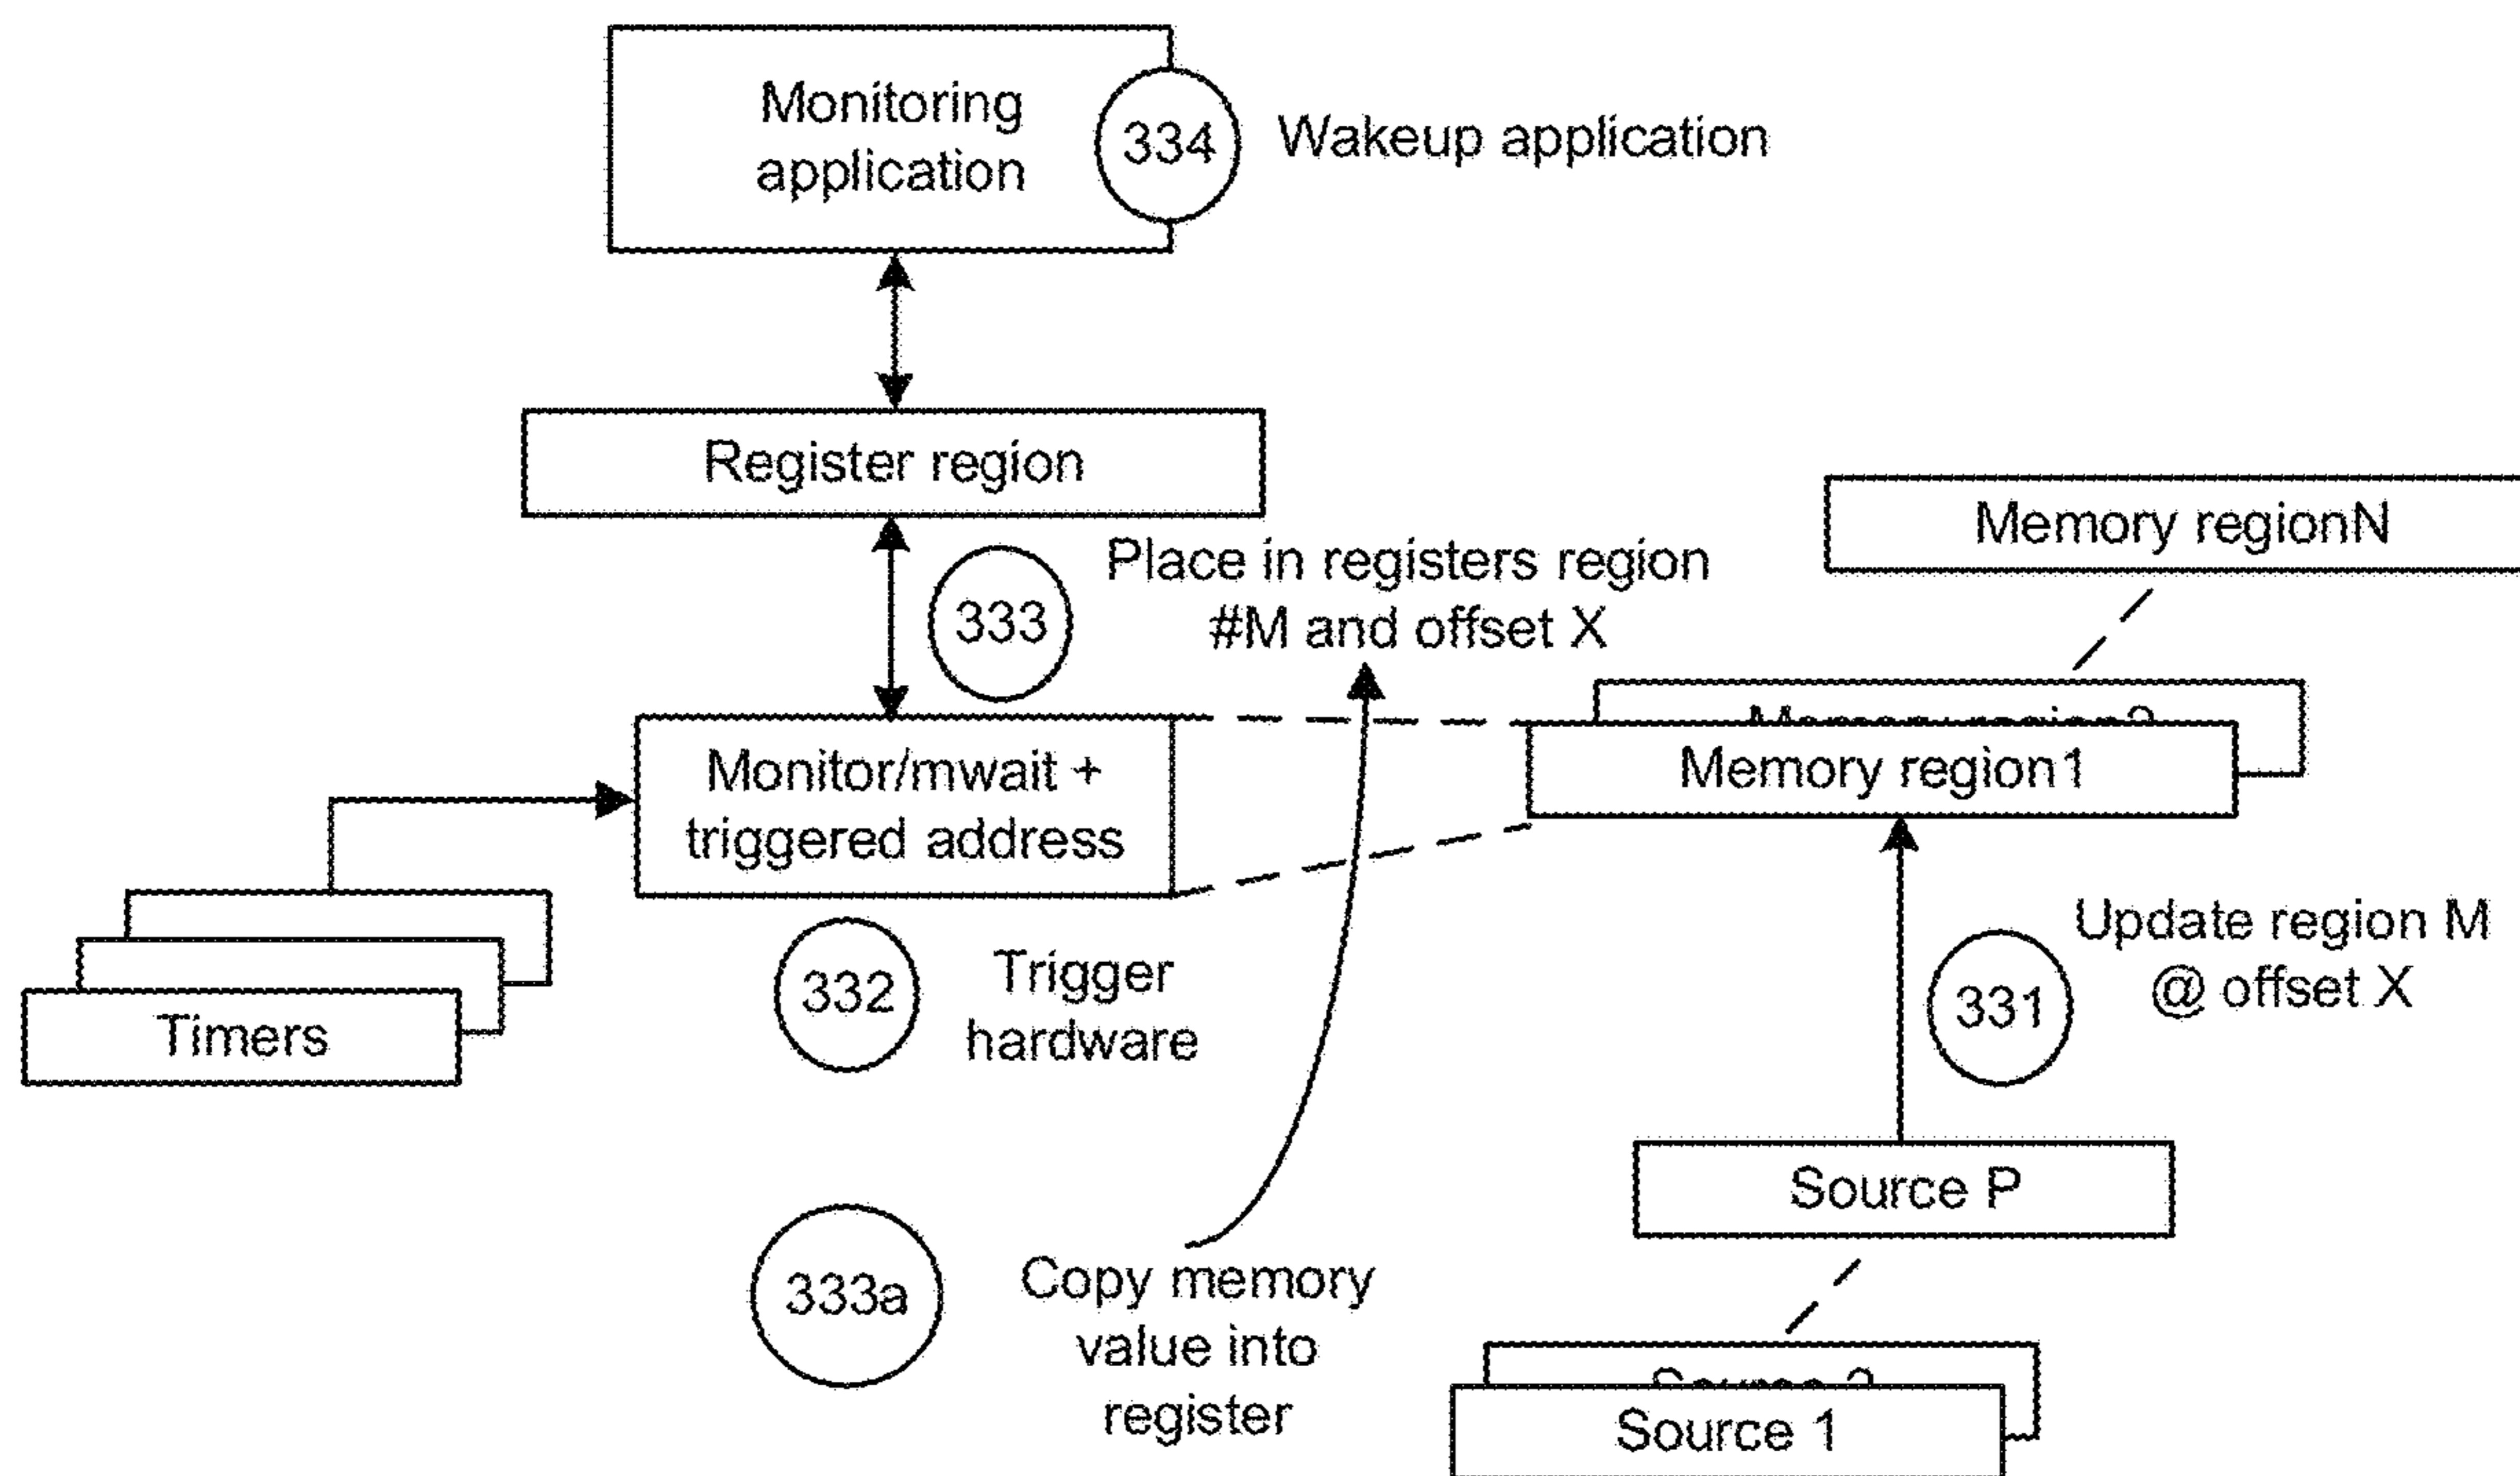 Monitoring
application
334
Wakeup application
Register region
Memory regionN
333
Place in registers region
#M and offset X
Monitor/mwait +
triggered address
Memory region1
Update region M
@ offset X
331
332
Trigger
hardware
Timers
Source P
333a
Copy memory
value into
register
Source 1